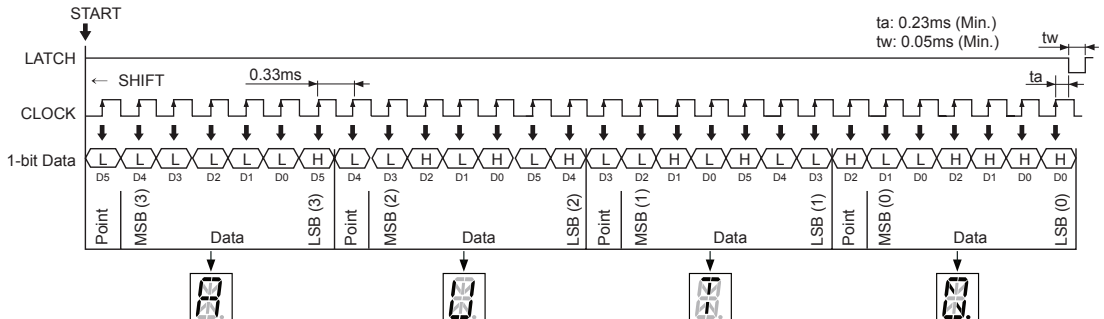 START
ta: 0.23ms (Min.)
tw: 0.05ms (Min.)
tw
LATCH
← SHIFT 0.33ms ta
CLOCK
1-bit Data L L L L L L H L L H L H L H L L H L H L L H L L H L H H
D5 D4 D3 D2 D1 D0 D5 D4 D3 D2 D1 D0 D5 D4 D3 D2 D1 D0 D5 D4 D3 D2 D1 D0 D2 D1 D0 D0
Point MSB (3) Data LSB (3) Point MSB (2) Data LSB (2) Point MSB (1) Data LSB (1) Point MSB (0) Data LSB (0)
A U T N.